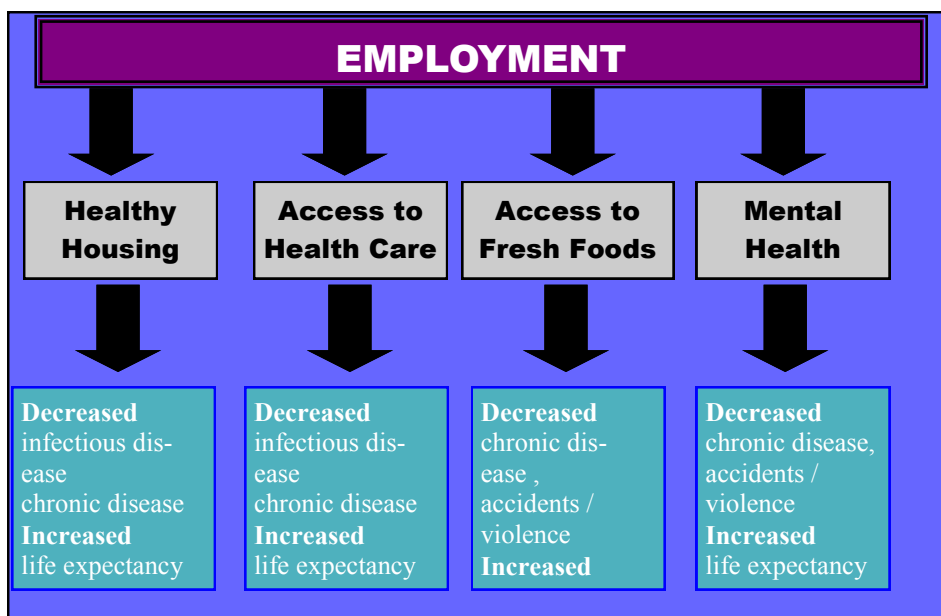 EMPLOYMENT
Healthy
Housing
Access to
Health Care
Access to
Fresh Foods
Mental
Health
Decreased
infectious dis-
ease
chronic disease
Increased
life expectancy
Decreased
infectious dis-
ease
chronic disease
Increased
life expectancy
Decreased
chronic dis-
ease ,
accidents /
violence
Increased
Decreased
chronic disease,
accidents /
violence
Increased
life expectancy